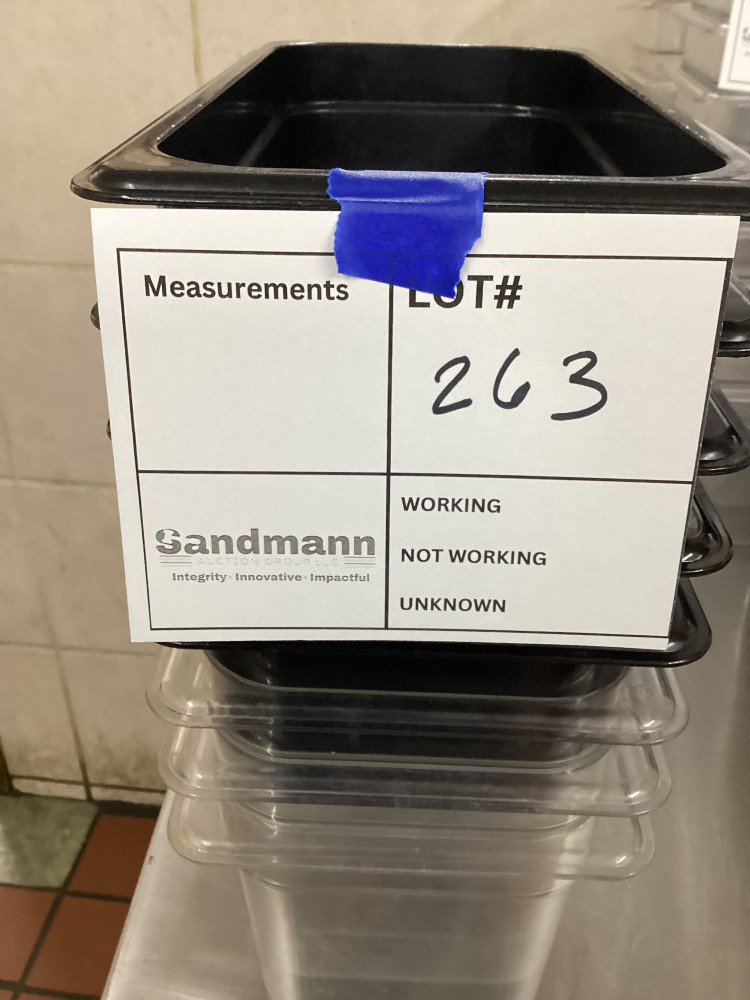 Measurements
LOT#
263
WORKING
NOT WORKING
UNKNOWN
Sandmann
AUCTION GROUP LLC
Integrity · Innovative · Impactful